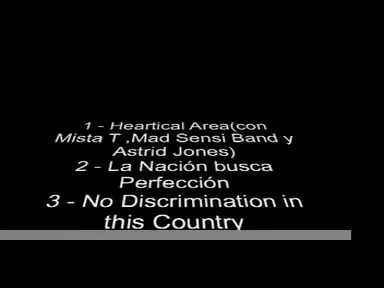 1 - Heartical Area(con
Mista T ,Mad Sensi Band y
Astrid Jones)
2 - La Nación busca
Perfección
3 - No Discrimination in
this Country